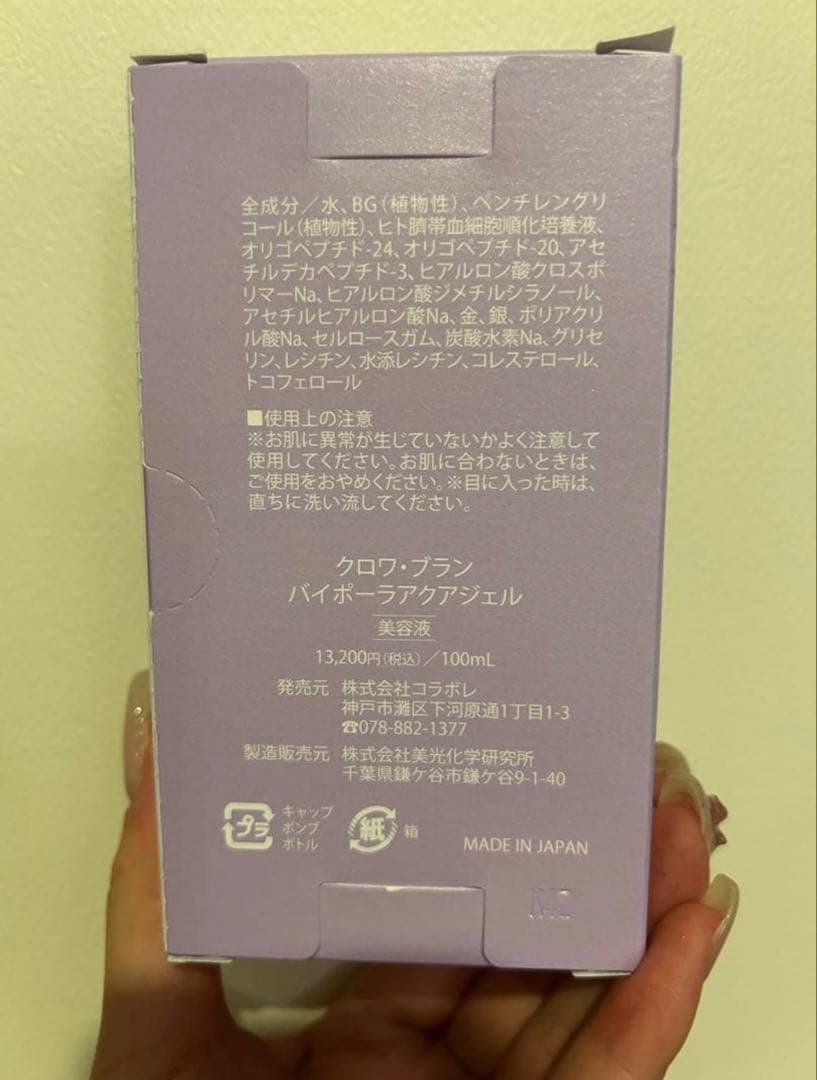 全成分／水、BG（植物性）、ペンチレングリ
コール（植物性）、ヒト臍帯血細胞順化培養液、
オリゴペプチド-24、オリゴペプチド-20、アセ
チルデカペプチド-3、ヒアルロン酸クロスポ
リマーNa、ヒアルロン酸ジメチルシラノール、
アセチルヒアルロン酸Na、金、銀、ポリアクリ
ル酸Na、セルロースガム、炭酸水素Na、グリセ
リン、レシチン、水添レシチン、コレステロール、
トコフェロール
■使用上の注意
※お肌に異常が生じていないかよく注意して
使用してください。お肌に合わないときは、
ご使用をおやめください。※目に入った時は、
直ちに洗い流してください。
クロワ・ブラン
バイポーラアクアジェル
美容液
13,200円（税込）／100mL
発売元 株式会社コラボレ
神戸市灘区下河原通1丁目1-3
☎078-882-1377
製造販売元 株式会社美光化学研究所
千葉県鎌ケ谷市鎌ケ谷9-1-40
プラ キャップ
ポンプ
ボトル
紙 箱
MADE IN JAPAN